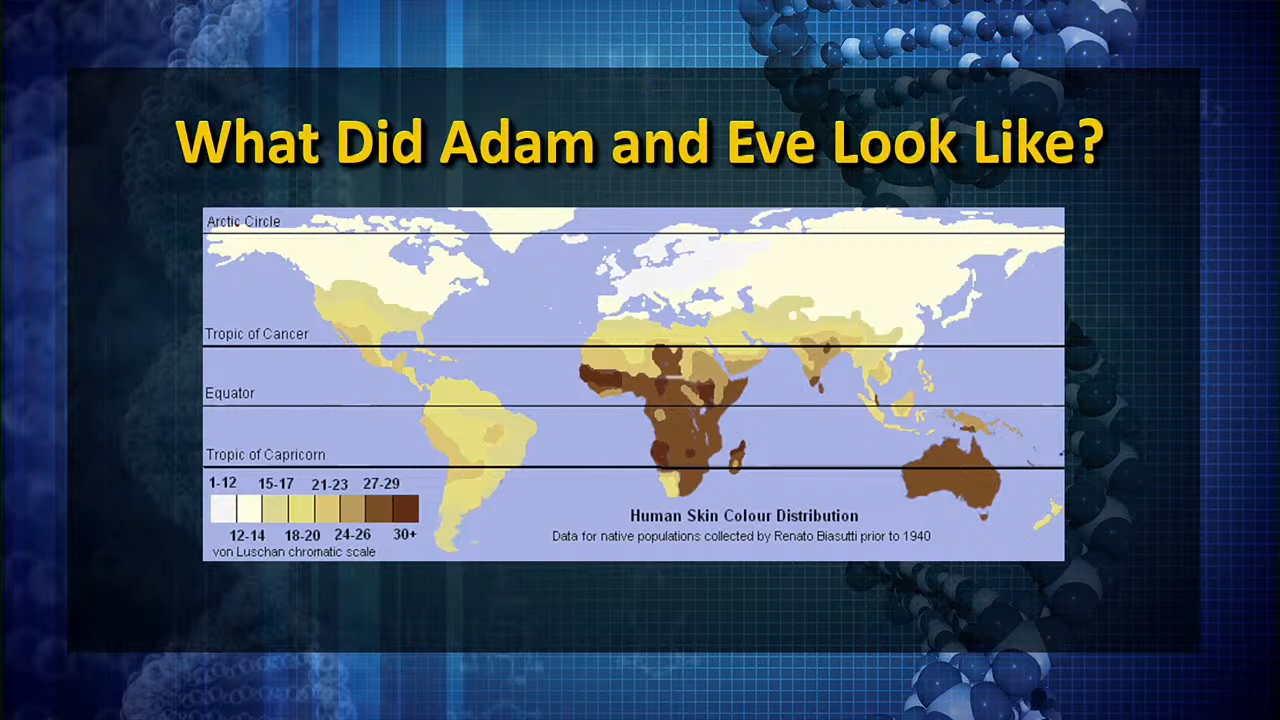 What Did Adam and Eve Look Like?
Arctic Circle
Tropic of Cancer
Equator
Tropic of Capricorn
1-12 15-17 21-23 27-29
12-14 18-20 24-26 30+
von Luschan chromatic scale
Human Skin Colour Distribution
Data for native populations collected by Renato Biasutti prior to 1940